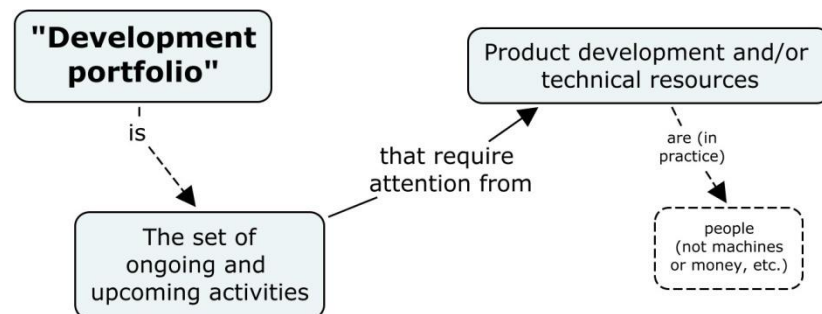 "Development
portfolio"
is
The set of
ongoing and
upcoming activities
that require
attention from
Product development and/or
technical resources
are (in
practice)
people
(not machines
or money, etc.)